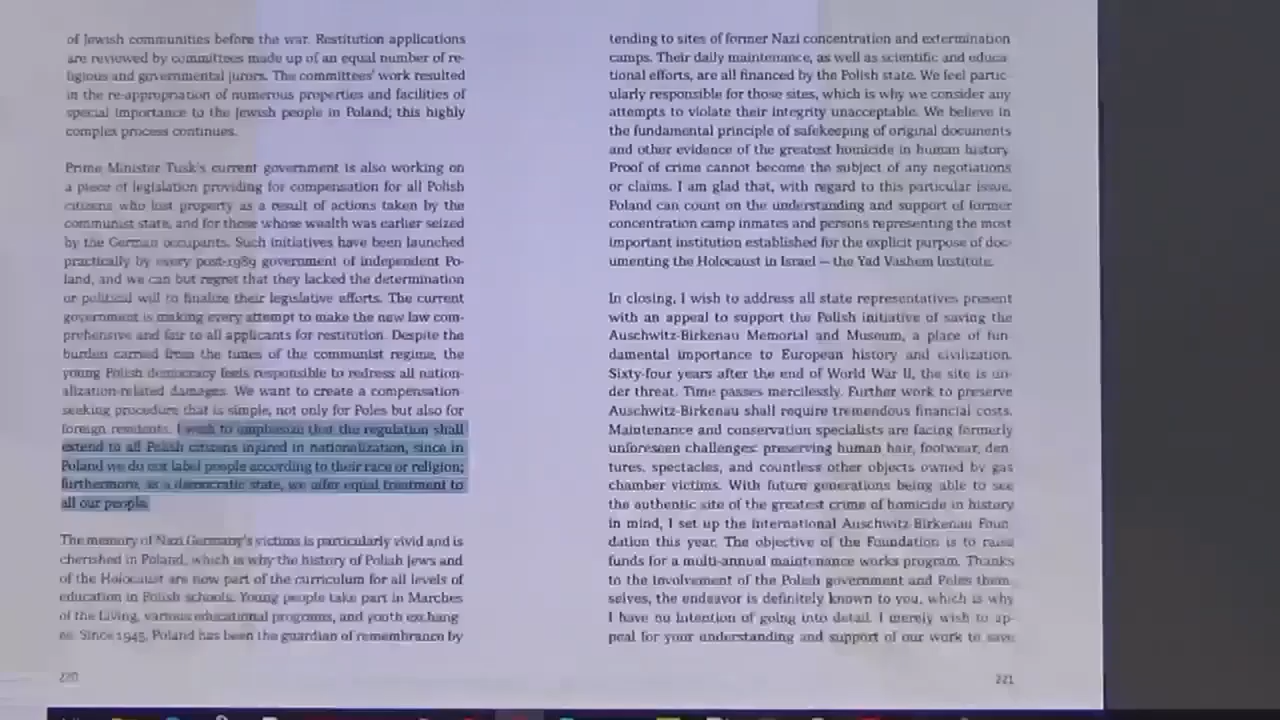 of Jewish communities before the war. Restitution applications
are reviewed by committees made up of an equal number of re-
ligious and governmental jurors. The committees' work resulted
in the re-appropriation of numerous properties and facilities of
special importance to the Jewish people in Poland; this highly
complex process continues.
Prime Minister Tusk's current government is also working on
a piece of legislation providing for compensation for all Polish
citizens who lost property as a result of actions taken by the
communist state, and for those whose wealth was earlier seized
by the German occupants. Such initiatives have been launched
practically by every post-1989 government of independent Po-
land, and we can but regret that they lacked the determination
or political will to finalize their legislative efforts. The current
government is making every attempt to make the new law com-
prehensive and fair to all applicants for restitution. Despite the
burden carried from the times of the communist regime, the
young Polish democracy feels responsible to redress all nation-
alization-related damages. We want to create a compensation-
seeking procedure that is simple, not only for Poles but also for
foreign residents. I wish to emphasize that the regulation shall
extend to all Polish citizens injured in nationalization, since in
Poland we do not label people according to their race or religion;
furthermore, as a democratic state, we offer equal treatment to
all our people.
The memory of Nazi Germany's victims is particularly vivid and is
cherished in Poland, which is why the history of Polish Jews and
of the Holocaust are now part of the curriculum for all levels of
education in Polish schools. Young people take part in Marches
of the Living, various educational programs, and youth exchang-
es. Since 1945, Poland has been the guardian of remembrance by
220
tending to sites of former Nazi concentration and extermination
camps. Their daily maintenance, as well as scientific and educa-
tional efforts, are all financed by the Polish state. We feel partic-
ularly responsible for those sites, which is why we consider any
attempts to violate their integrity unacceptable. We believe in
the fundamental principle of safekeeping of original documents
and other evidence of the greatest homicide in human history.
Proof of crime cannot become the subject of any negotiations
or claims. I am glad that, with regard to this particular issue,
Poland can count on the understanding and support of former
concentration camp inmates and persons representing the most
important institution established for the explicit purpose of doc-
umenting the Holocaust in Israel – the Yad Vashem Institute.
In closing, I wish to address all state representatives present
with an appeal to support the Polish initiative of saving the
Auschwitz-Birkenau Memorial and Museum, a place of fun-
damental importance to European history and civilization.
Sixty-four years after the end of World War II, the site is un-
der threat. Time passes mercilessly. Further work to preserve
Auschwitz-Birkenau shall require tremendous financial costs.
Maintenance and conservation specialists are facing formerly
unforeseen challenges: preserving human hair, footwear, den-
tures, spectacles, and countless other objects owned by gas
chamber victims. With future generations being able to see
the authentic site of the greatest crime of homicide in history
in mind, I set up the International Auschwitz-Birkenau Foun-
dation this year. The objective of the Foundation is to raise
funds for a multi-annual maintenance works program. Thanks
to the involvement of the Polish government and Poles them-
selves, the endeavor is definitely known to you, which is why
I have no intention of going into detail. I merely wish to ap-
peal for your understanding and support of our work to save
221